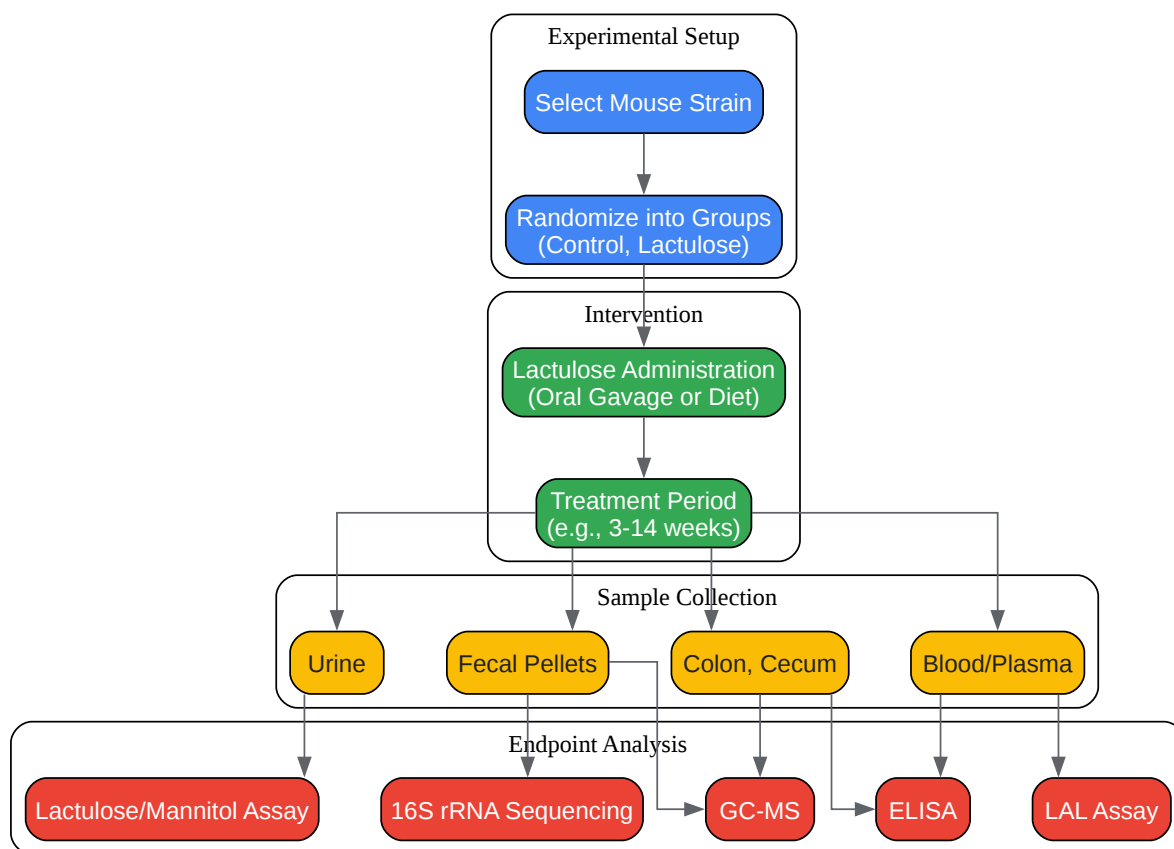 Experimental Setup
Select Mouse Strain
Randomize into Groups
(Control, Lactulose)
Intervention
Lactulose Administration
(Oral Gavage or Diet)
Treatment Period
(e.g., 3-14 weeks)
Sample Collection
Urine
Fecal Pellets
Colon, Cecum
Blood/Plasma
Endpoint Analysis
Lactulose/Mannitol Assay
16S rRNA Sequencing
GC-MS
ELISA
LAL Assay